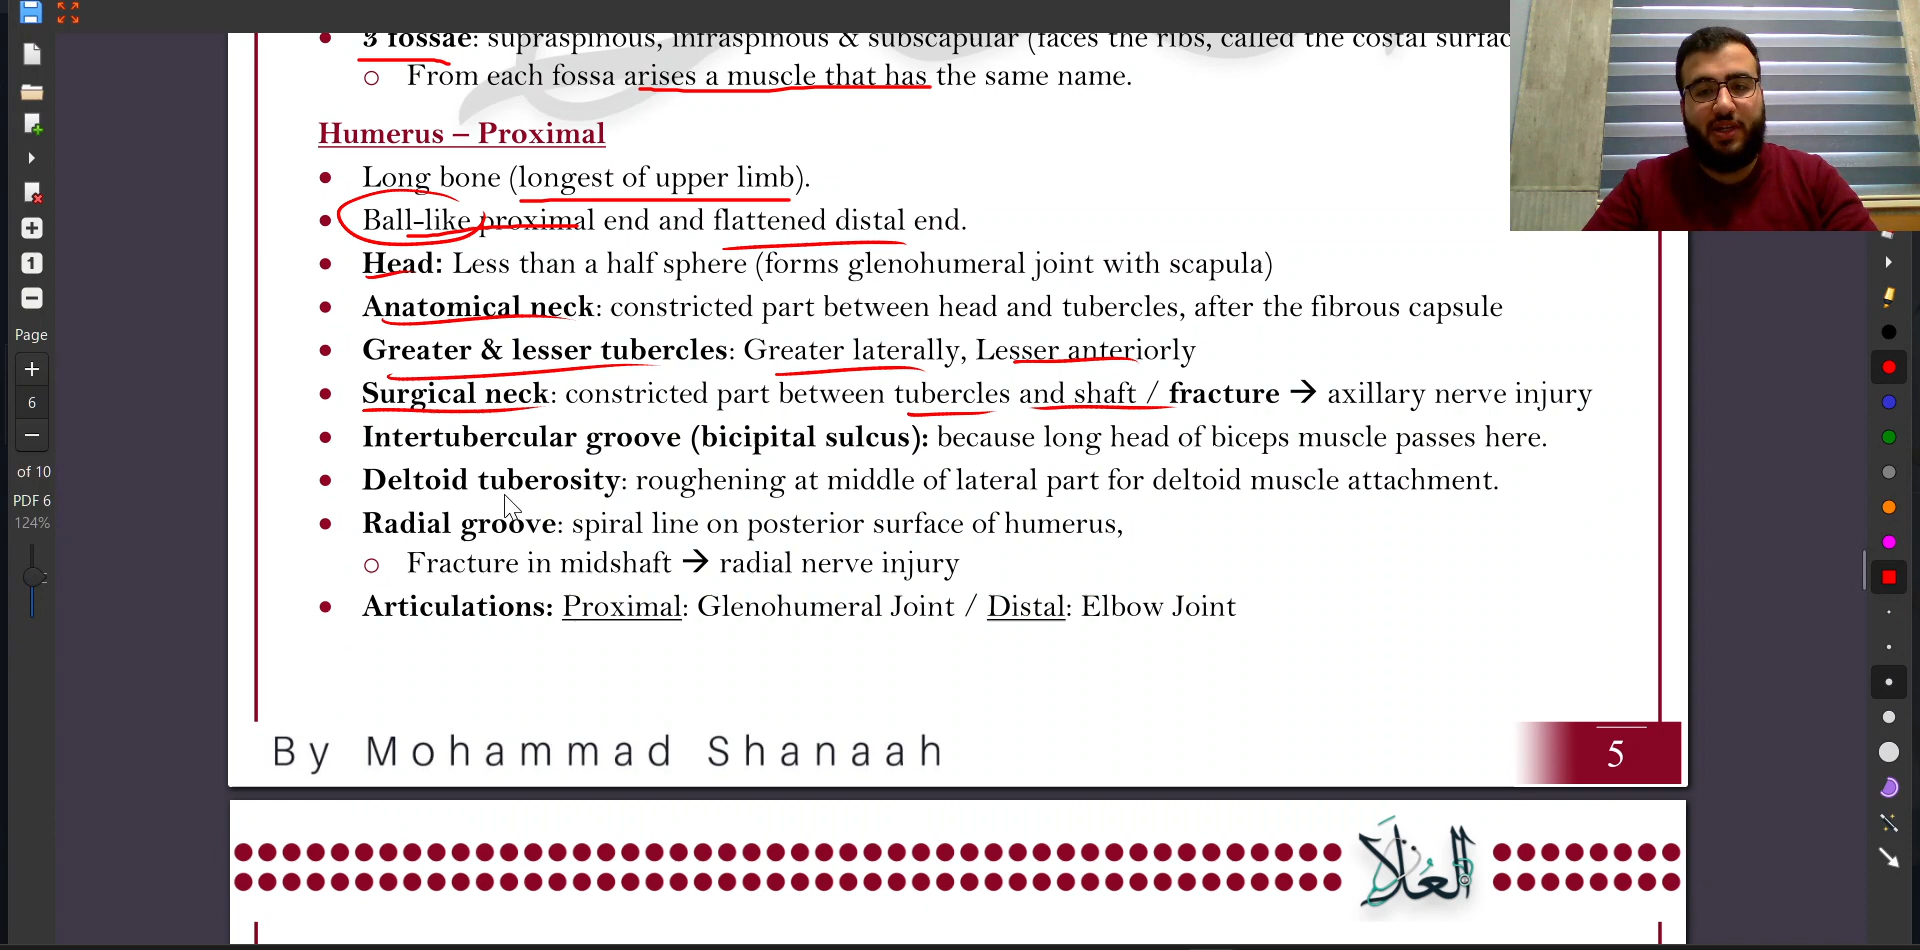 3 fossae: supraspinous, infraspinous & subscapular (faces the ribs, called the costal surfac
From each fossa arises a muscle that has the same name.
Humerus – Proximal
Long bone (longest of upper limb).
Ball-like proximal end and flattened distal end.
Head: Less than a half sphere (forms glenohumeral joint with scapula)
Anatomical neck: constricted part between head and tubercles, after the fibrous capsule
Greater & lesser tubercles: Greater laterally, Lesser anteriorly
Surgical neck: constricted part between tubercles and shaft / fracture → axillary nerve injury
Intertubercular groove (bicipital sulcus): because long head of biceps muscle passes here.
Deltoid tuberosity: roughening at middle of lateral part for deltoid muscle attachment.
Radial groove: spiral line on posterior surface of humerus,
Fracture in midshaft → radial nerve injury
Articulations: Proximal: Glenohumeral Joint / Distal: Elbow Joint
By Mohammad Shanaah
5
العُلَا
1
Page
6
of 10
PDF 6
124%